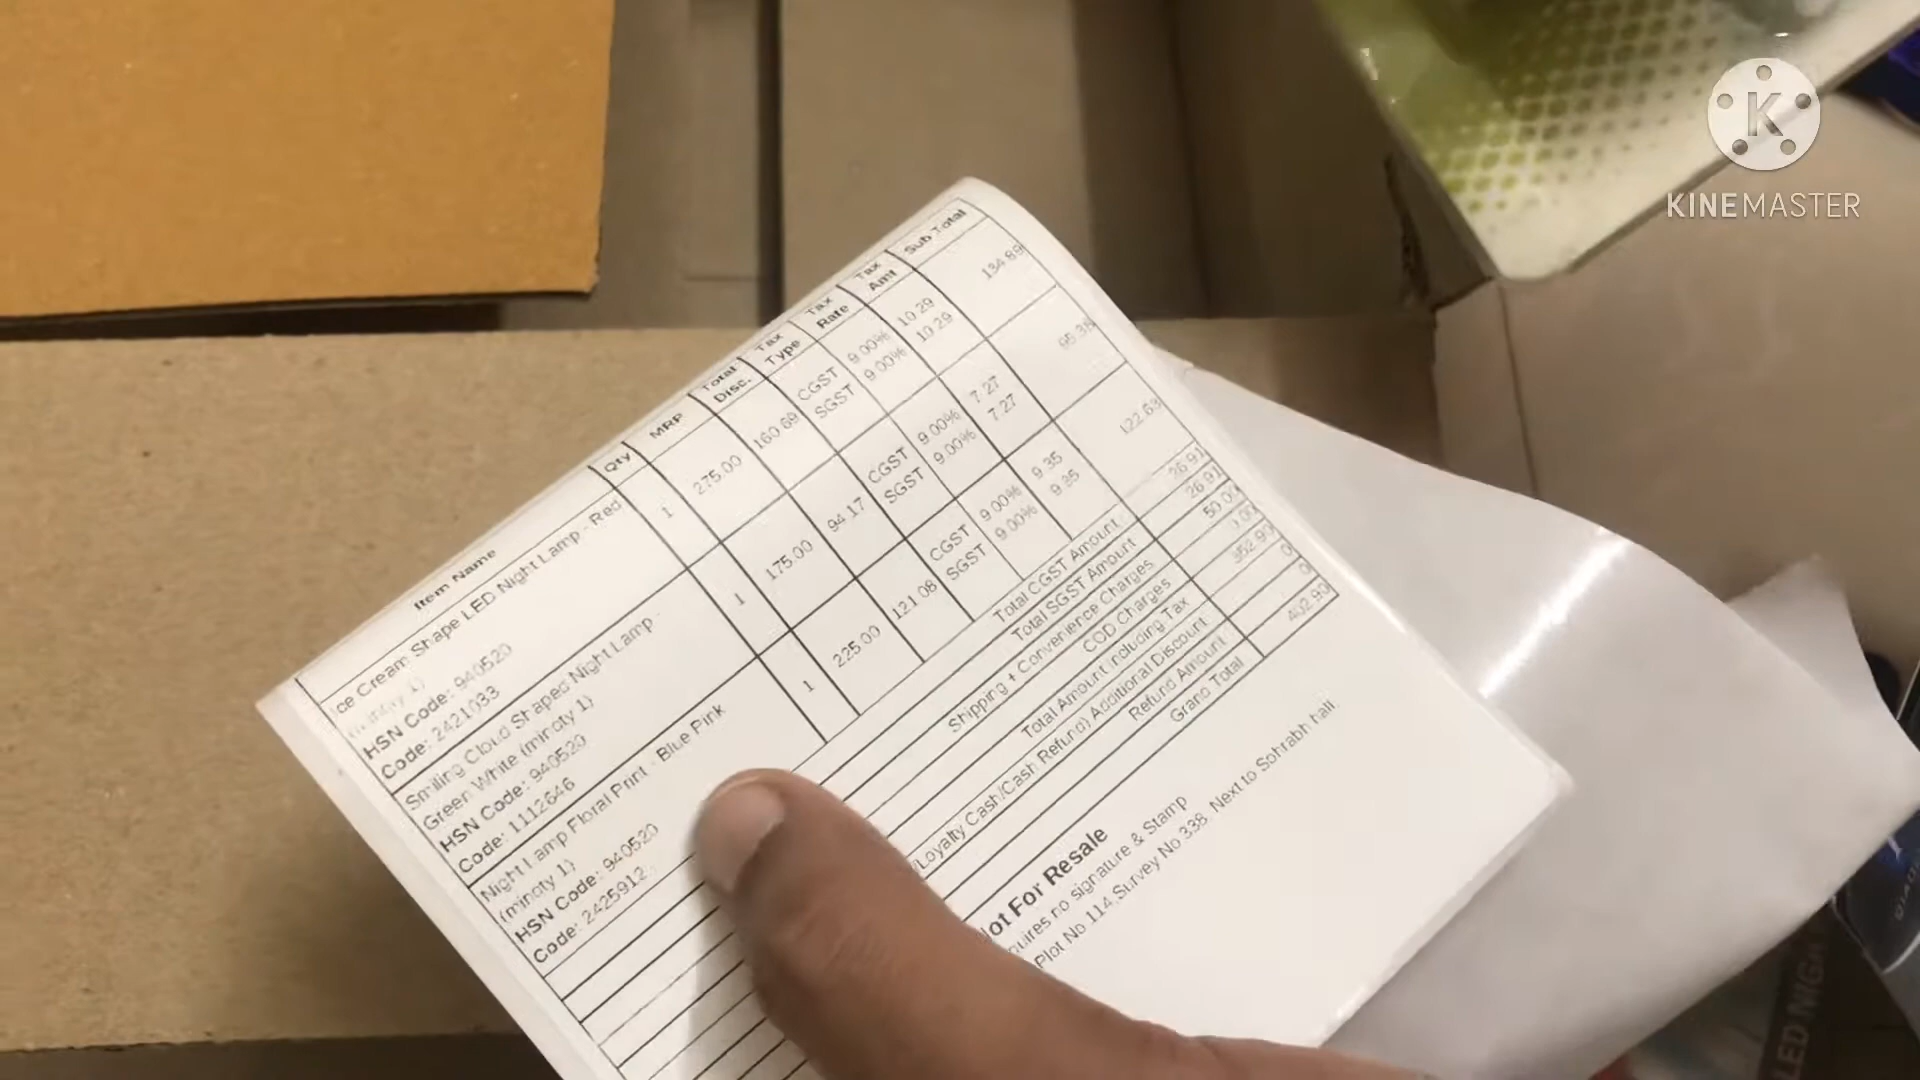 KINEMASTER
Item Name Qty MRP Total Disc. Tax Type Tax Rate Tax Amt Sub Total
Ice Cream Shape LED Night Lamp - Red 1 275.00 160.69 CGST 9.00% 10.29 134.89
SGST 9.00% 10.29
HSN Code: 940520
Code: 2421033
Smiling Cloud Shaped Night Lamp - 1 175.00 94.17 CGST 9.00% 7.27
Green White (minqty 1) SGST 9.00% 7.27
HSN Code: 940520
Code: 1112646
Night Lamp Floral Print - Blue Pink 1 225.00 121.08 CGST 9.00% 9.35 122.63
(minqty 1) SGST 9.00% 9.35
HSN Code: 940520
Code: 2425912
Total CGST Amount 26.91
Total SGST Amount 26.91
Shipping + Convenience Charges 50.00
COD Charges
Total Amount Including Tax 352.90
/Loyalty Cash/Cash Refund) Additional Discount 0
Refund Amount 0
Grand Total 402.90
Not For Resale
quires no signature & Stamp
Plot No 114,Survey No 338, Next to Sohrabh hall,
LED NIGH